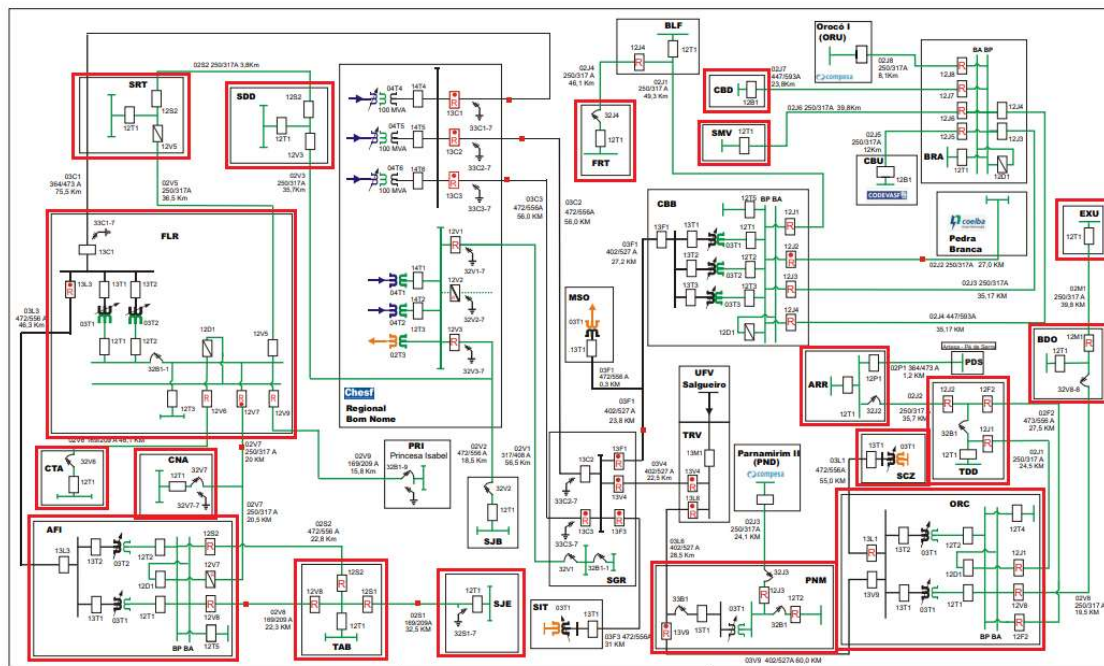 SRT
12S2
12T1
12V5
02S2 250/317A 3,8Km
SDD
12S2
12T1
12V3
02V5
250/317A
36,5 Km
02V3
250/317A
35,7Km
03C1
364/473 A
75,5 Km
04T4
100 MVA
14T4
13C1
33C1-7
04T5
100 MVA
14T5
13C2
33C2-7
04T6
100 MVA
14T6
13C3
33C3-7
12V1
33V1-7
12V2
32V2-7
12V3
32V3-7
04T1
14T1
04T2
14T2
02T3
12T3
Chesf
Regional
Bom Nome
BLF
12J4
12T1
02J4
250/317 A
46,1 Km
02J1
250/317 A
49,3 Km
32J4
12T1
FRT
CBD
12B1
02J7
447/593A
23,8Km
SMV
12T1
02J6 250/317A 39,8Km
Orocó I
(ORU)
compesa
02J8
250/317A
8,1Km
02J5
250/317A
12Km
CBU
12B1
CODEVASF
BA BP
12J8
12J7
12J6
12J5
12J4
12J3
BRA
12T1
12D1
coelba
Pedra
Branca
02J2 250/317A
27,0 KM
02J3 250/317A
35,17 KM
02J4 447/593A
35,17 KM
EXU
12T1
02M1
250/317A
39,8 KM
BDO
12T1
12M1
32V8-6
FLR
33C1-7
13C1
13L3
13T1
13T2
03T1
03T2
12T1
12T2
12D1
12V5
32B1-1
12T3
12V6
12V7
12V9
03L3
472/556 A
46,3 Km
CBB
13F1
13T1
13T2
13T3
03T1
03T2
03T3
12T3
12T1
12T2
12T3
12D1
BP BA
12J1
12J2
12J3
12J4
03C2
472/556A
56,0 KM
03C3
472/556A
56,0 KM
03F1
402/527 A
27,2 KM
MSO
03T1
13T1
03F1
472/556 A
0,3 KM
03F1
402/527 A
23,8 KM
UFV
Salgueiro
TRV
13M1
13V4
13L8
03V4
402/527 A
22,5 Km
Parnamirim II
(PND)
compesa
02J3
250/317A
24,1 KM
ARR
12P1
12T1
32J2
02P1 364/473 A
1,2 KM
PDS
02J2
250/317A
35,7 KM
12J2
12F2
32B1
12J1
12T1
TDD
02F2
472/556 A
27,5 KM
02J1
250/317 A
24,5 KM
13T1
03T1
SCZ
03L1
472/556A
55,0 KM
CTA
32V6
12T1
CNA
12T1
32V7
32V7-7
02V7
250/317 A
20 KM
02V7
250/317 A
20,5 KM
02V9
169/209 A
15,8 Km
PRI
Princesa Isabel
32B1-9
02V2
472/556 A
18,5 Km
02V1
317/408 A
56,5 Km
32V2
12T1
SJB
13C2
33C2-7
13F1
13V4
13C3
13F3
33C3-7
32V1
32B1-1
SGR
AFI
13L3
13T2
13T1
03T2
03T1
12T2
12D1
12T1
12S2
12V7
12V8
12T5
BP BA
02S2
472/556 A
22,8 Km
02V8
169/209 A
22,3 KM
12S2
12V8
12S1
12T1
TAB
02S1
169/209A
32,5 KM
SJE
12T1
32S1-7
SIT
03T1
13T1
03F3 472/556A
31 KM
03L8
402/527 A
28,5 Km
PNM
33B1
13V9
13T1
03T1
32J3
12J3
12T2
32B1
12T1
03V9 402/527A 60,0 KM
ORC
13L1
13V9
13T2
13T1
03T1
03T1
12T2
12D1
12T1
12T4
12J1
12V8
12F2
BP BA
02V8
250/317 A
19,5 KM